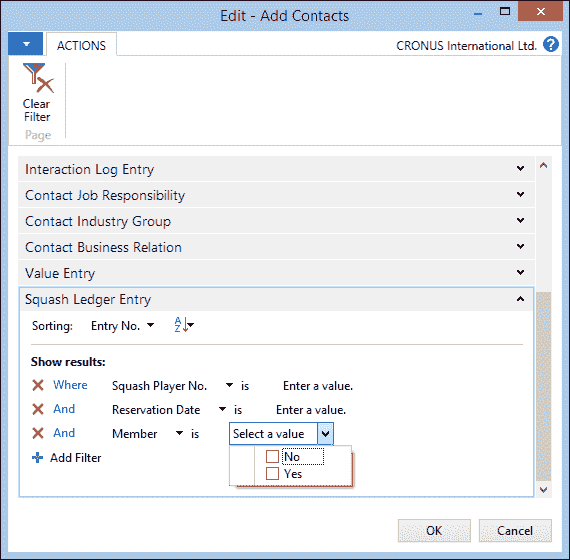 Edit - Add Contacts
ACTIONS CRONUS International Ltd. ?
Clear
Filter
Page
Interaction Log Entry
Contact Job Responsibility
Contact Industry Group
Contact Business Relation
Value Entry
Squash Ledger Entry
Sorting: Entry No. A Z
Show results:
Where Squash Player No. is Enter a value.
And Reservation Date is Enter a value.
And Member is Select a value
Add Filter
No
Yes
OK Cancel